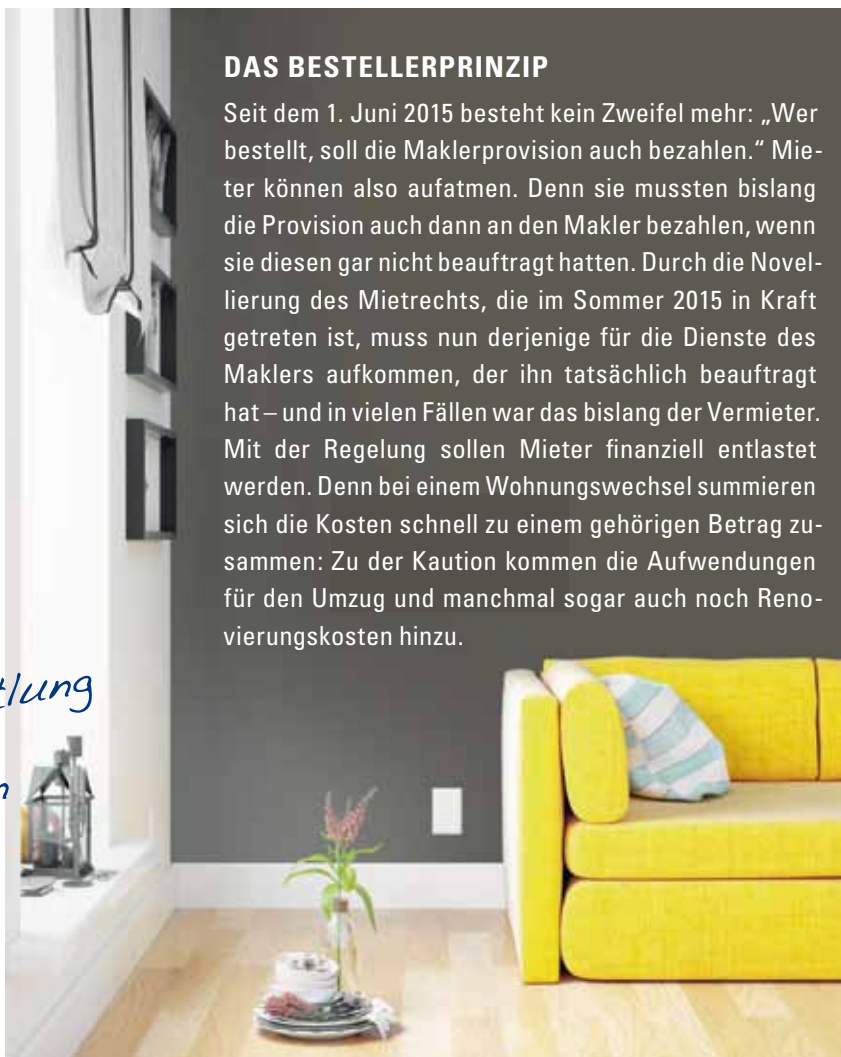 DAS BESTELLERPRINZIP
Seit dem 1. Juni 2015 besteht kein Zweifel mehr: „Wer
bestellt, soll die Maklerprovision auch bezahlen.“ Mie-
ter können also aufatmen. Denn sie mussten bislang
die Provision auch dann an den Makler bezahlen, wenn
sie diesen gar nicht beauftragt hatten. Durch die Novel-
lierung des Mietrechts, die im Sommer 2015 in Kraft
getreten ist, muss nun derjenige für die Dienste des
Maklers aufkommen, der ihn tatsächlich beauftragt
hat – und in vielen Fällen war das bislang der Vermieter.
Mit der Regelung sollen Mieter finanziell entlastet
werden. Denn bei einem Wohnungswechsel summieren
sich die Kosten schnell zu einem gehörigen Betrag zu-
sammen: Zu der Kaution kommen die Aufwendungen
für den Umzug und manchmal sogar auch noch Reno-
vierungskosten hinzu.